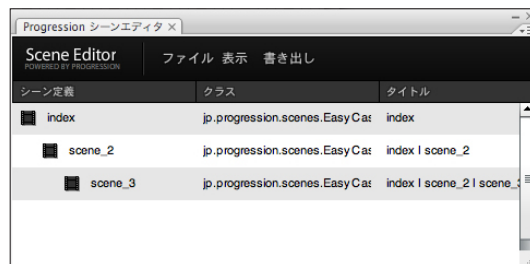 Progression シーンエディタ ×
Scene Editor
POWERED BY PROGRESSION
ファイル 表示 書き出し
シーン定義 クラス タイトル
index jp.progression.scenes.EasyCas index
scene_2 jp.progression.scenes.EasyCas index | scene_2
scene_3 jp.progression.scenes.EasyCas index | scene_2 | scene_